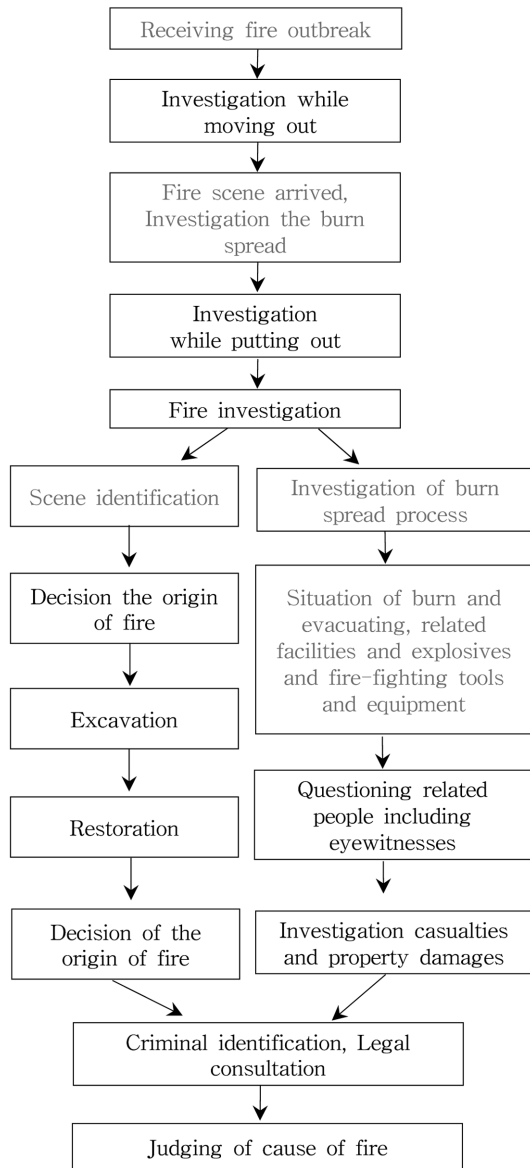 Receiving fire outbreak
Investigation while
moving out
Fire scene arrived,
Investigation the burn
spread
Investigation
while putting out
Fire investigation
Scene identification
Decision the origin
of fire
Excavation
Restoration
Decision of the
origin of fire
Investigation of burn
spread process
Situation of burn and
evacuating, related
facilities and explosives
and fire-fighting tools
and equipment
Questioning related
people including
eyewitnesses
Investigation casualties
and property damages
Criminal identification, Legal
consultation
Judging of cause of fire